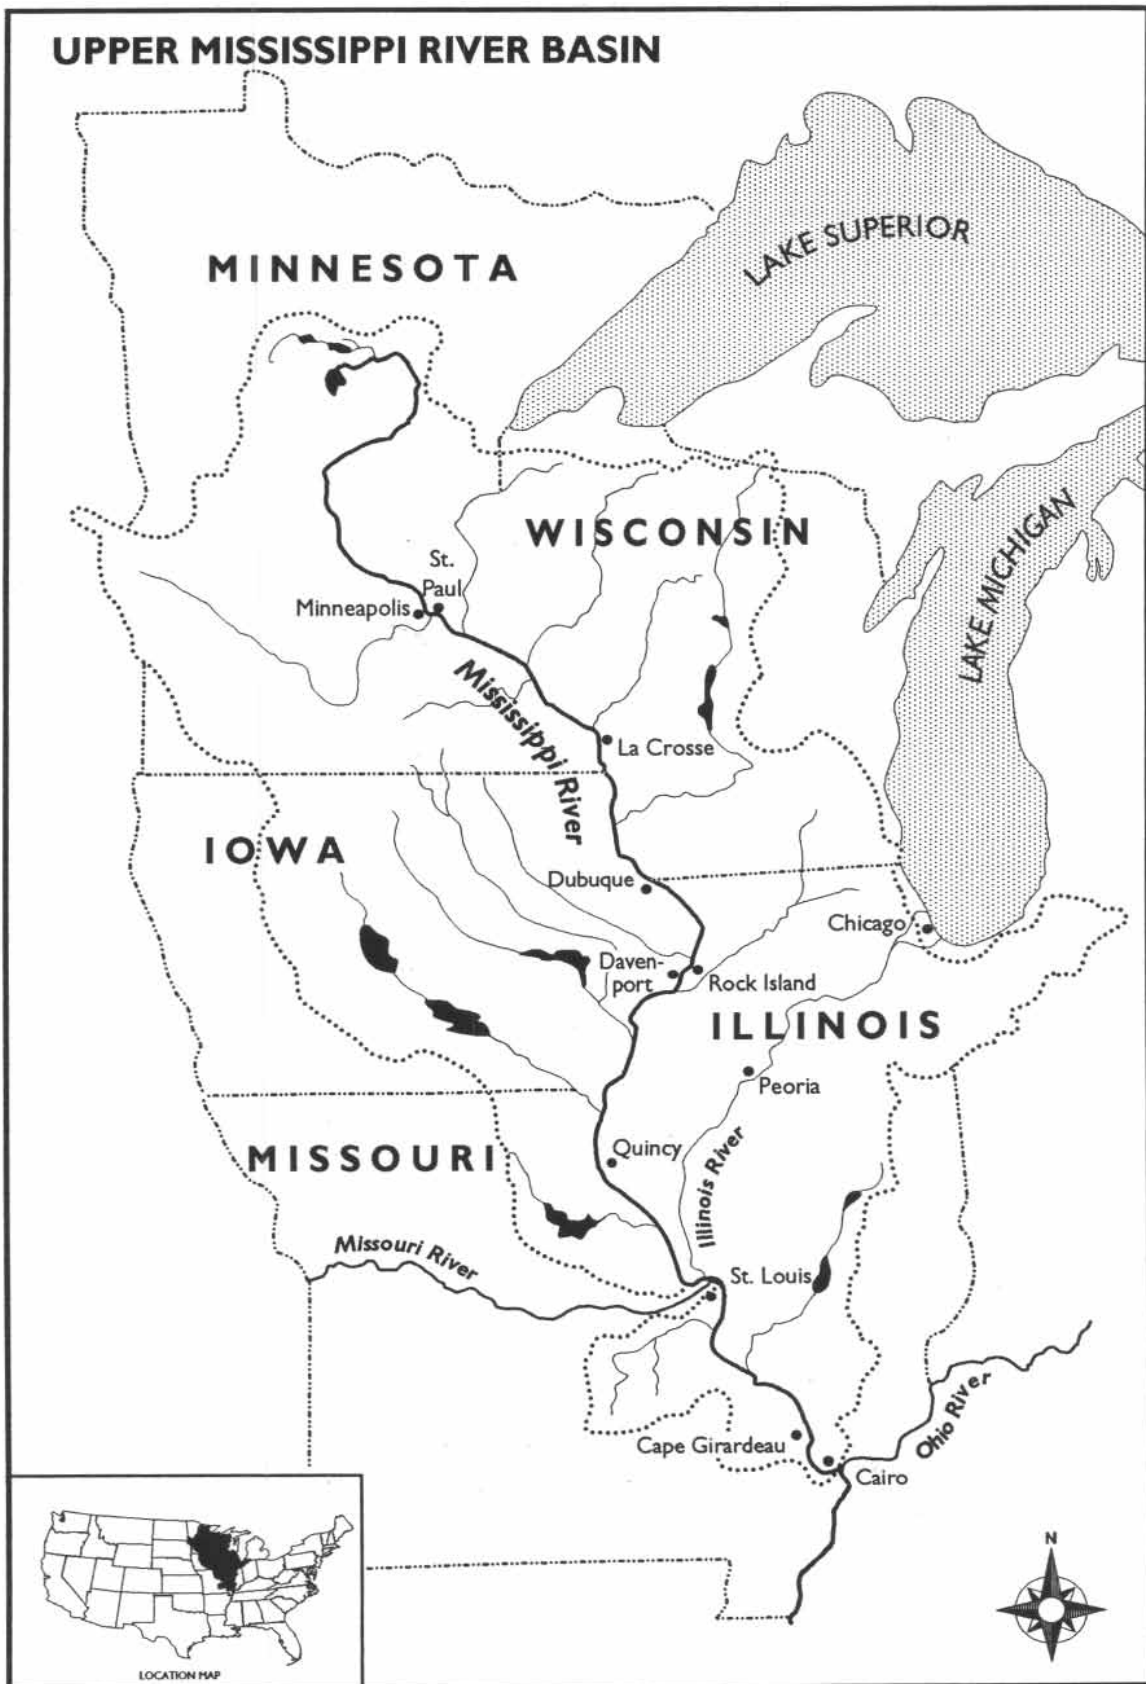 UPPER MISSISSIPPI RIVER BASIN
LAKE SUPERIOR
MINNESOTA
WISCONSIN
LAKE MICHIGAN
St.
Paul
Minneapolis
Mississippi River
La Crosse
IOWA
Dubuque
Chicago
Daven-
port
Rock Island
ILLINOIS
Peoria
Quincy
MISSOURI
Illinois River
Missouri River
St. Louis
Ohio River
Cape Girardeau
Cairo
N
LOCATION MAP